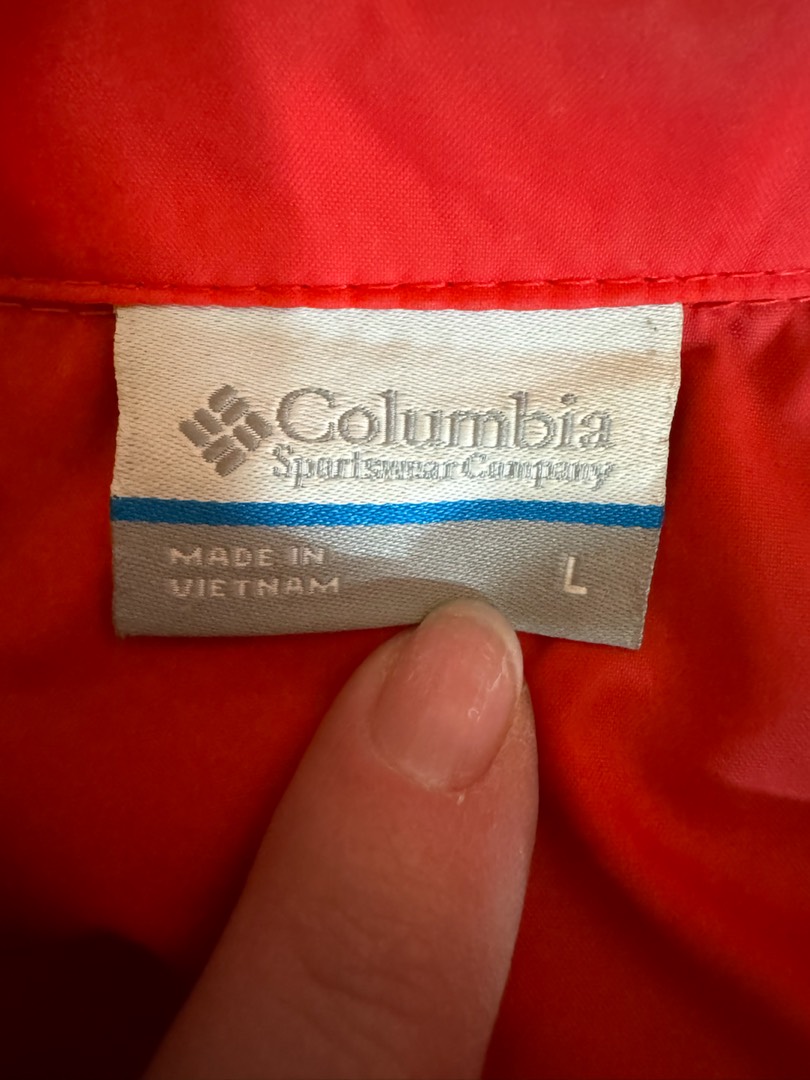 Columbia
Sportswear Company
MADE IN
VIETNAM
L